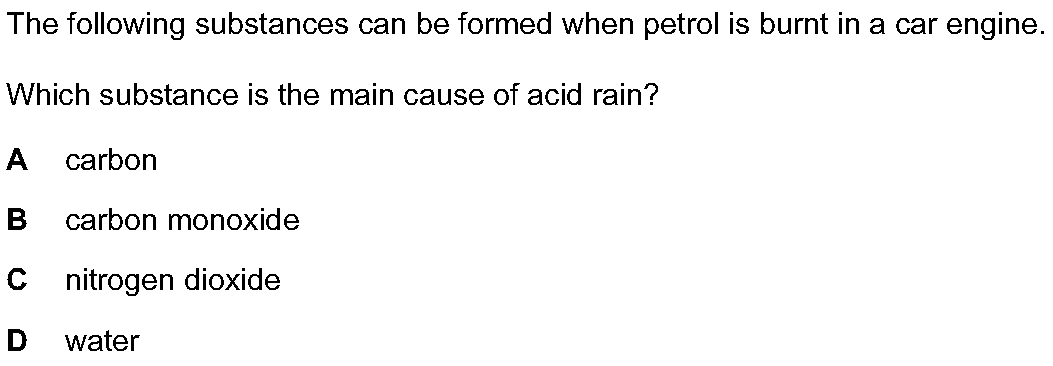 The following substances can be formed when petrol is burnt in a car engine.
Which substance is the main cause of acid rain?
A carbon
B carbon monoxide
C nitrogen dioxide
D water